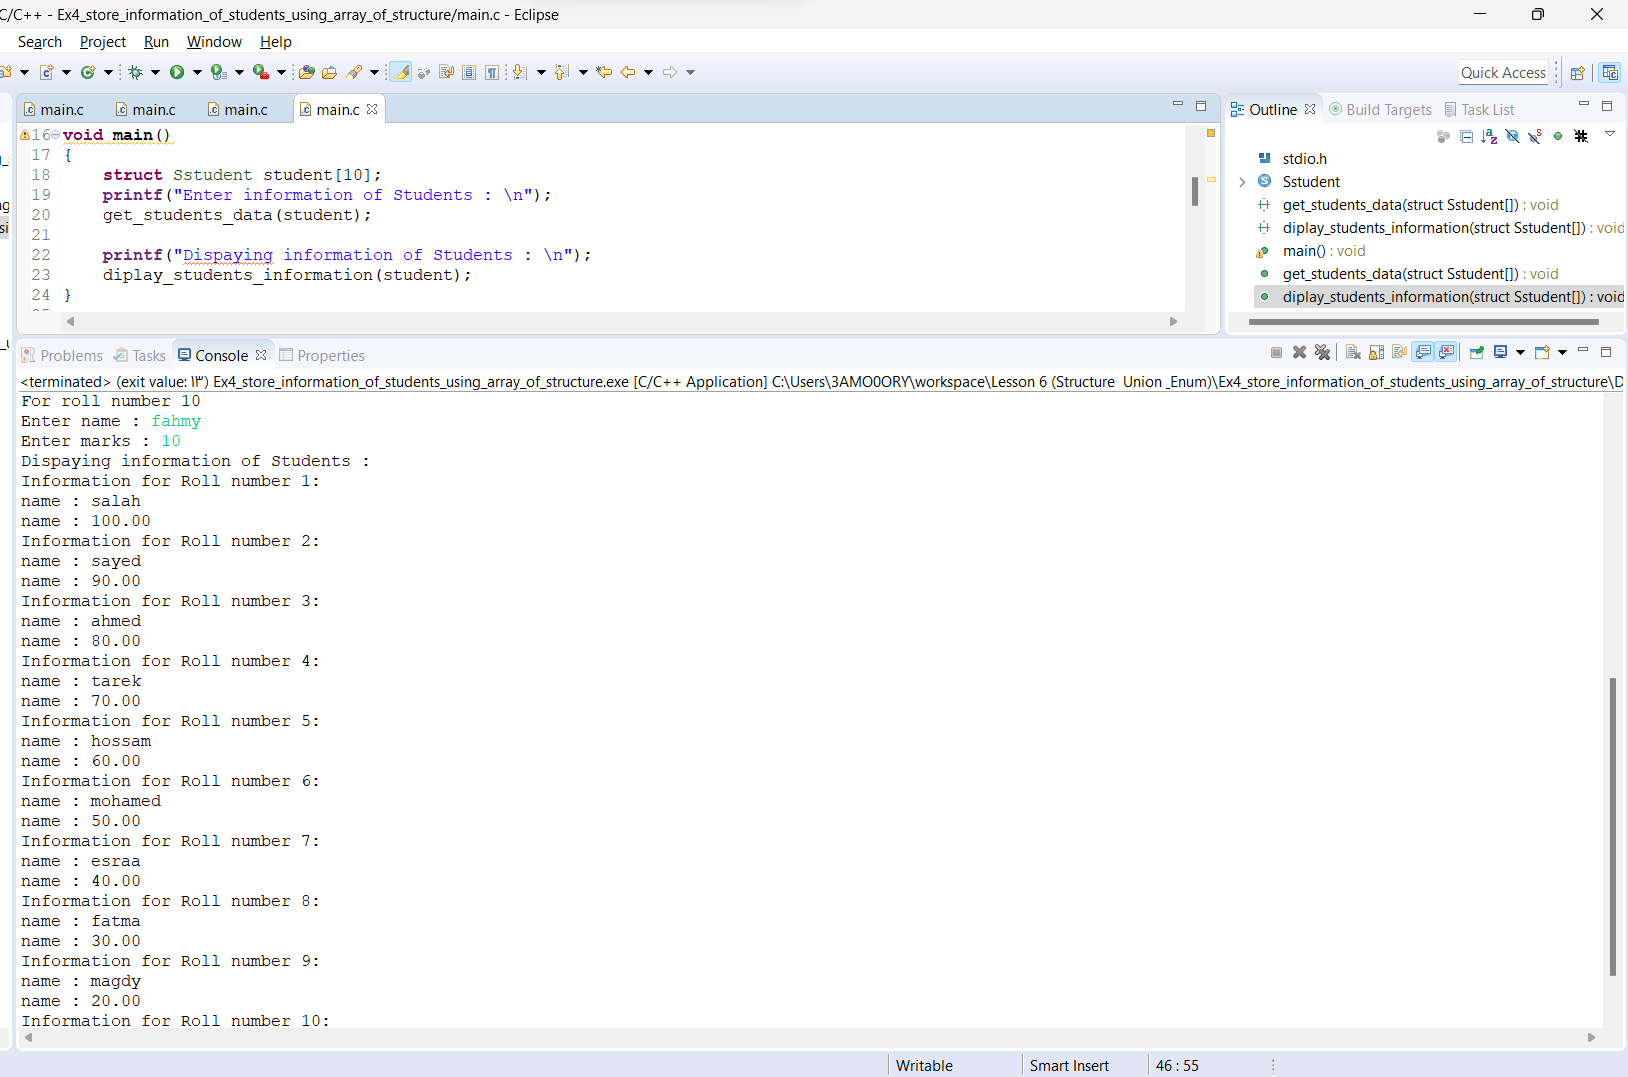 C/C++ - Ex4_store_information_of_students_using_array_of_structure/main.c - Eclipse
Search Project Run Window Help
Quick Access
main.c main.c main.c main.c
16 void main()
17 {
18 struct Sstudent student[10];
19 printf("Enter information of Students : \n");
20 get_students_data(student);
21
22 printf("Dispaying information of Students : \n");
23 diplay_students_information(student);
24 }
Outline Build Targets Task List
stdio.h
Sstudent
get_students_data(struct Sstudent[]) : void
diplay_students_information(struct Sstudent[]) : void
main() : void
get_students_data(struct Sstudent[]) : void
diplay_students_information(struct Sstudent[]) : void
Problems Tasks Console Properties
<terminated> (exit value: ١٣) Ex4_store_information_of_students_using_array_of_structure.exe [C/C++ Application] C:\Users\3AMO0ORY\workspace\Lesson 6 (Structure Union _Enum)\Ex4_store_information_of_students_using_array_of_structure\D
For roll number 10
Enter name : fahmy
Enter marks : 10
Dispaying information of Students :
Information for Roll number 1:
name : salah
name : 100.00
Information for Roll number 2:
name : sayed
name : 90.00
Information for Roll number 3:
name : ahmed
name : 80.00
Information for Roll number 4:
name : tarek
name : 70.00
Information for Roll number 5:
name : hossam
name : 60.00
Information for Roll number 6:
name : mohamed
name : 50.00
Information for Roll number 7:
name : esraa
name : 40.00
Information for Roll number 8:
name : fatma
name : 30.00
Information for Roll number 9:
name : magdy
name : 20.00
Information for Roll number 10:
Writable Smart Insert 46 : 55